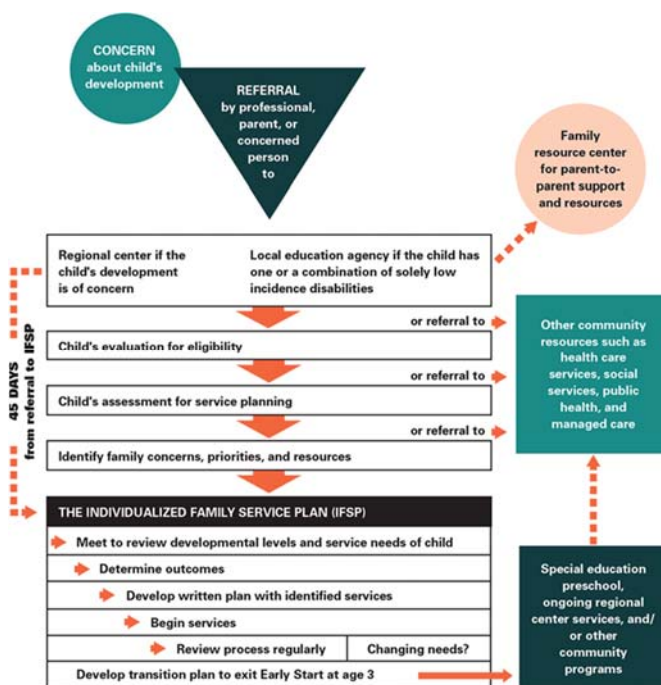 CONCERN
about child's
development
REFERRAL
by professional,
parent, or
concerned
person
to
Family
resource center
for parent-to-
parent support
and resources
Regional center if the
child's development
is of concern
Local education agency if the child has
one or a combination of solely low
incidence disabilities
or referral to
Child's evaluation for eligibility
or referral to
Child's assessment for service planning
or referral to
Identify family concerns, priorities, and resources
Other community
resources such as
health care
services, social
services, public
health, and
managed care
45 DAYS
from referral to IFSP
THE INDIVIDUALIZED FAMILY SERVICE PLAN (IFSP)
Meet to review developmental levels and service needs of child
Determine outcomes
Develop written plan with identified services
Begin services
Review process regularly
Changing needs?
Develop transition plan to exit Early Start at age 3
Special education
preschool,
ongoing regional
center services, and/
or other
community
programs